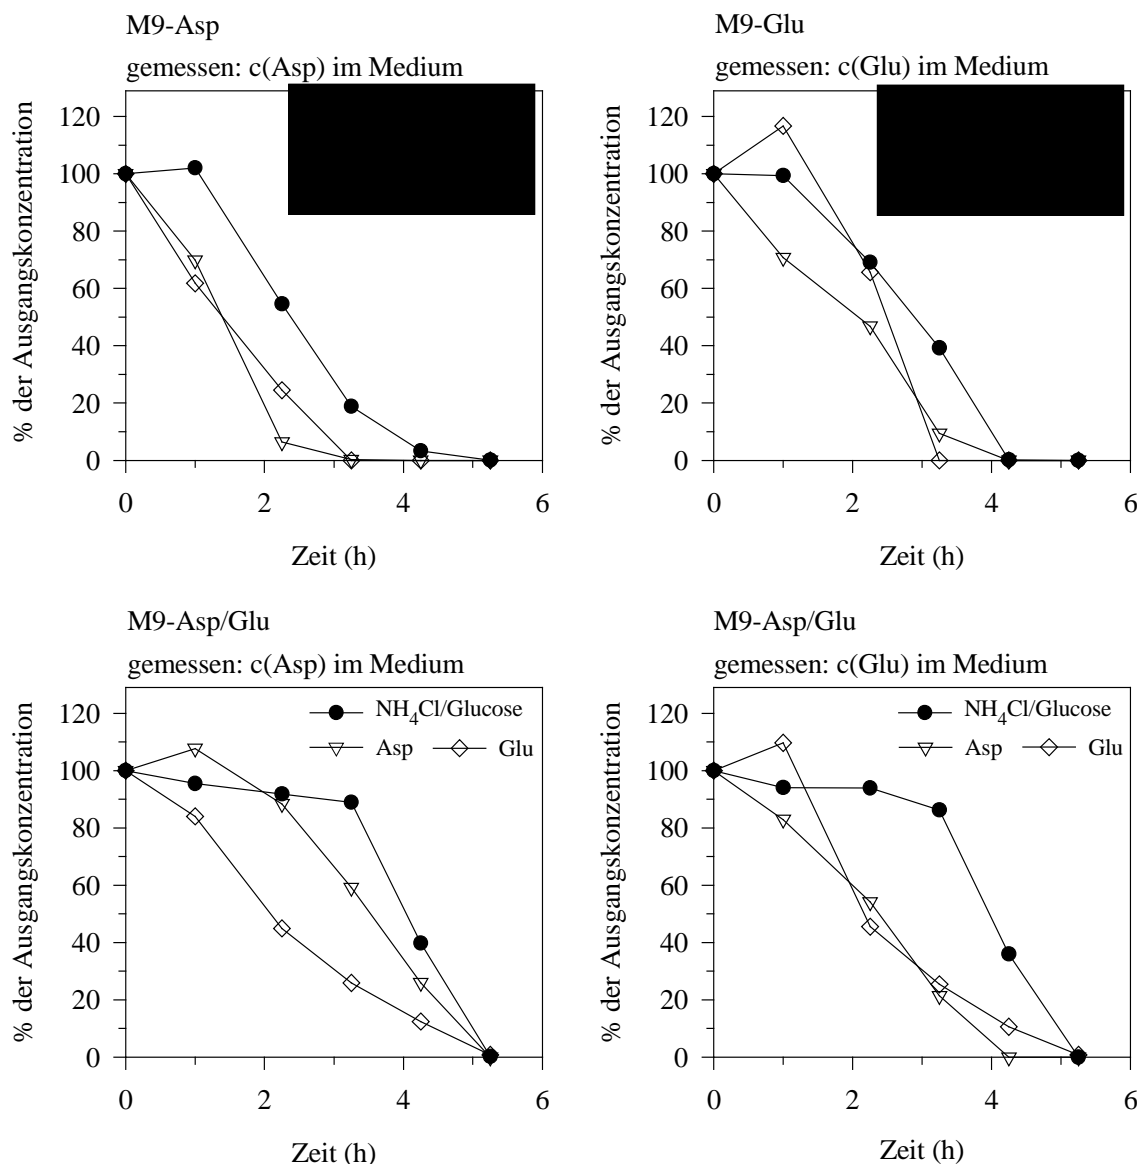 M9-Asp
gemessen: c(Asp) im Medium
% der Ausgangskonzentration
120
100
80
60
40
20
0
0 2 4 6
Zeit (h)
M9-Glu
gemessen: c(Glu) im Medium
% der Ausgangskonzentration
120
100
80
60
40
20
0
0 2 4 6
Zeit (h)
M9-Asp/Glu
gemessen: c(Asp) im Medium
% der Ausgangskonzentration
120
100
80
60
40
20
0
NH4Cl/Glucose
Asp Glu
0 2 4 6
Zeit (h)
M9-Asp/Glu
gemessen: c(Glu) im Medium
% der Ausgangskonzentration
120
100
80
60
40
20
0
NH4Cl/Glucose
Asp Glu
0 2 4 6
Zeit (h)